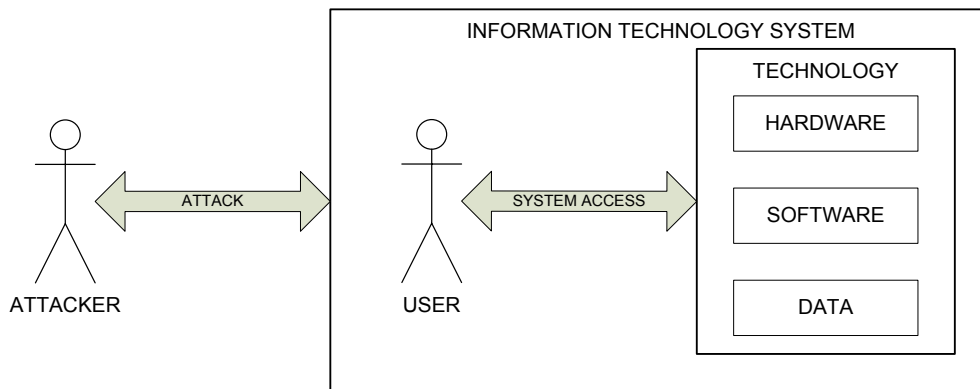 INFORMATION TECHNOLOGY SYSTEM
TECHNOLOGY
HARDWARE
ATTACK
SYSTEM ACCESS
SOFTWARE
ATTACKER
USER
DATA